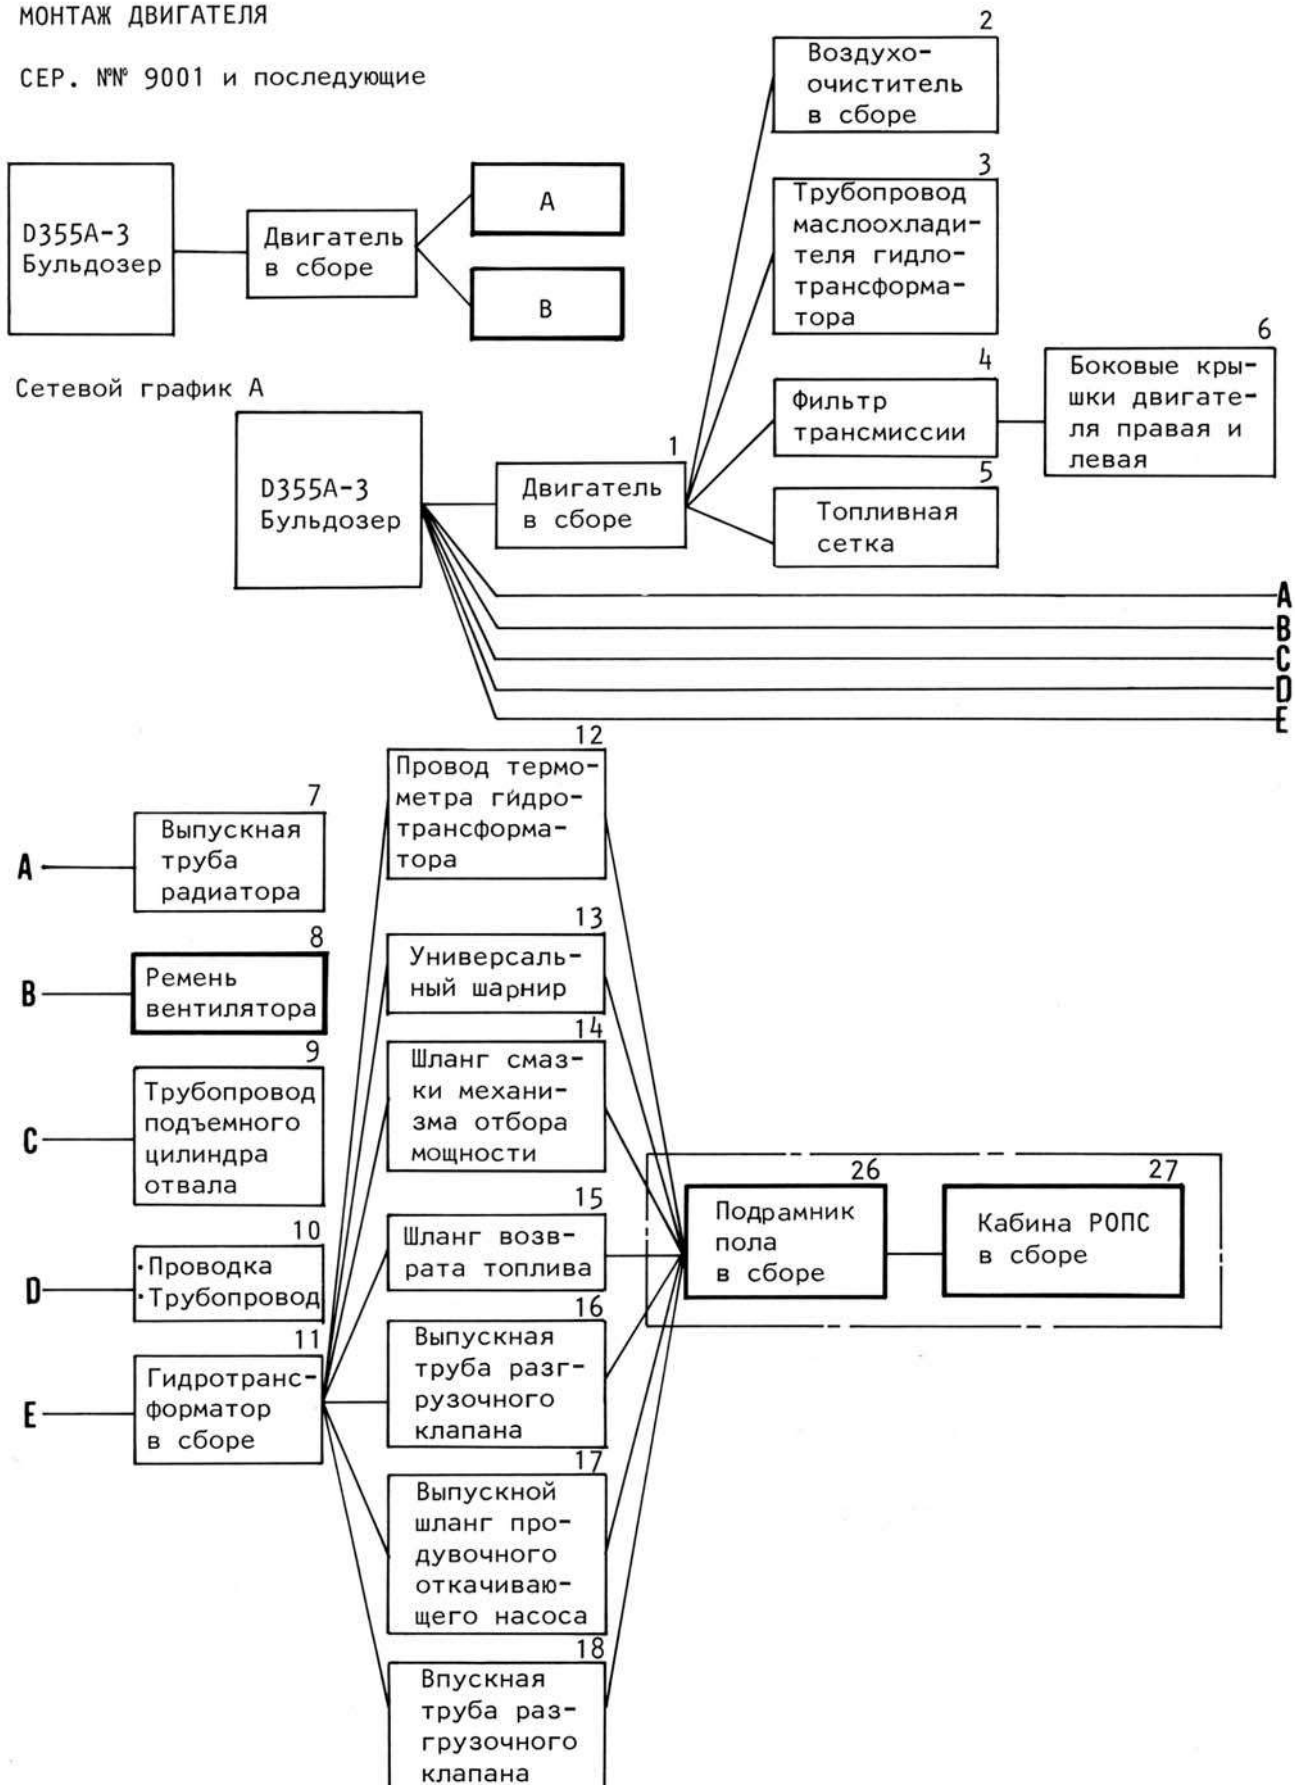 МОНТАЖ ДВИГАТЕЛЯ
СЕР. №№ 9001 и последующие
D355A-3
Бульдозер
Двигатель
в сборе
A
B
2
Воздухо-
очиститель
в сборе
3
Трубопровод
маслоохлади-
теля гидло-
трансформа-
тора
4
Фильтр
трансмиссии
6
Боковые кры-
шки двигате-
ля правая и
левая
5
Топливная
сетка
Сетевой график A
D355A-3
Бульдозер
1
Двигатель
в сборе
A
B
C
D
E
A
7
Выпускная
труба
радиатора
B
8
Ремень
вентилятора
C
9
Трубопровод
подъемного
цилиндра
отвала
D
10
·Проводка
·Трубопровод
E
11
Гидротранс-
форматор
в сборе
12
Провод термо-
метра гидро-
трансформа-
тора
13
Универсаль-
ный шарнир
14
Шланг смаз-
ки механи-
зма отбора
мощности
15
Шланг возв-
рата топлива
16
Выпускная
труба разг-
рузочного
клапана
17
Выпускной
шланг про-
дувочного
откачиваю-
щего насоса
18
Впускная
труба раз-
грузочного
клапана
26
Подрамник
пола
в сборе
27
Кабина РОПС
в сборе